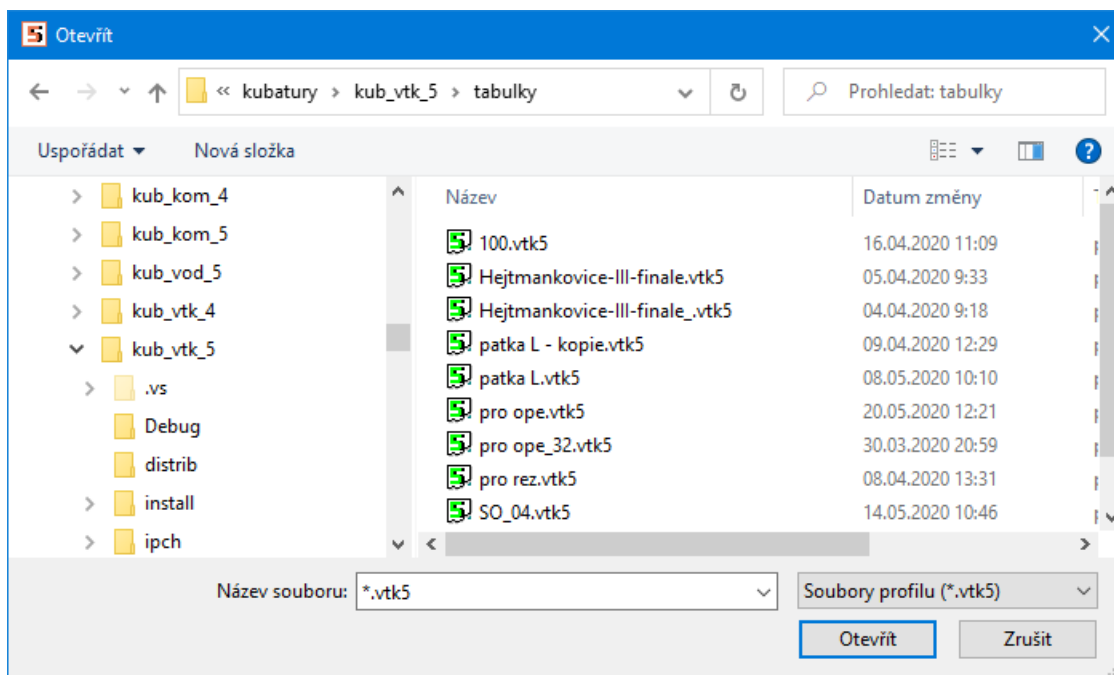 Otevřít
« kubatury › kub_vtk_5 › tabulky
Prohledat: tabulky
Uspořádat
Nová složka
?
kub_kom_4
kub_kom_5
kub_vod_5
kub_vtk_4
kub_vtk_5
.vs
Debug
distrib
install
ipch
Název Datum změny
100.vtk5 16.04.2020 11:09
Hejtmankovice-III-finale.vtk5 05.04.2020 9:33
Hejtmankovice-III-finale_.vtk5 04.04.2020 9:18
patka L - kopie.vtk5 09.04.2020 12:29
patka L.vtk5 08.05.2020 10:10
pro ope.vtk5 20.05.2020 12:21
pro ope_32.vtk5 30.03.2020 20:59
pro rez.vtk5 08.04.2020 13:31
SO_04.vtk5 14.05.2020 10:46
Název souboru: *.vtk5
Soubory profilu (*.vtk5)
Otevřít
Zrušit